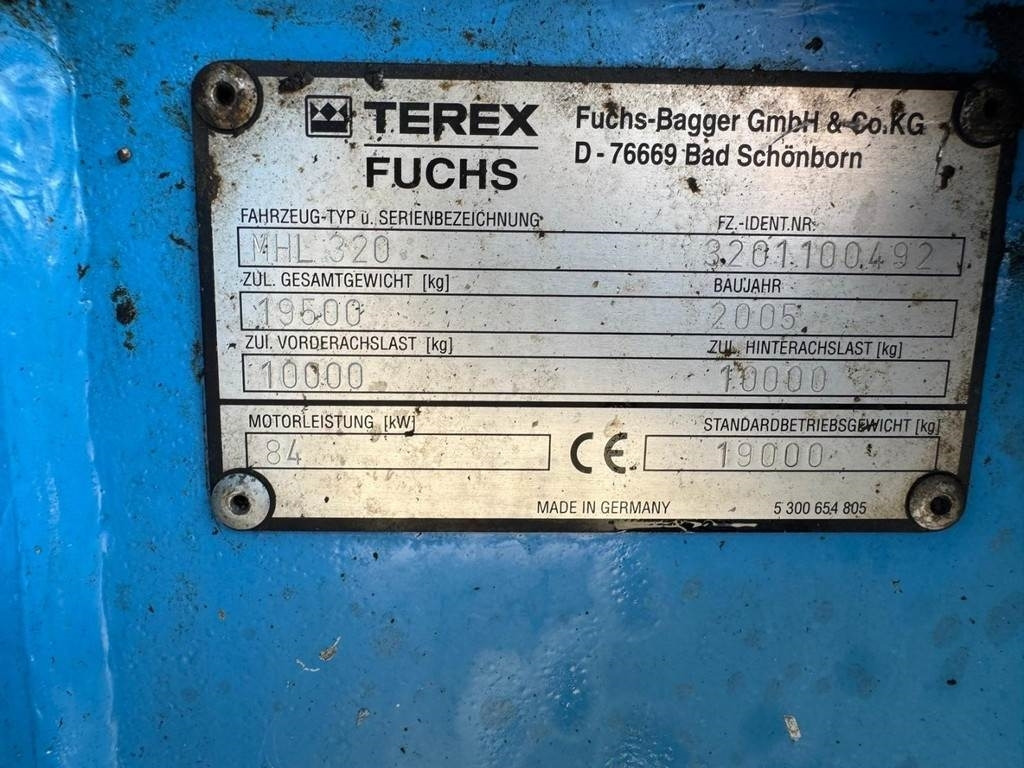 TEREX Fuchs-Bagger GmbH & Co.KG
FUCHS D - 76669 Bad Schönborn
FAHRZEUG-TYP u. SERIENBEZEICHNUNG FZ.-IDENT.NR.
MHL 320 3201100492
ZUL. GESAMTGEWICHT [kg] BAUJAHR
19500 2005
ZUL. VORDERACHSLAST [kg] ZUL. HINTERACHSLAST [kg]
10000 10000
MOTORLEISTUNG [kW] STANDARDBETRIEBSGEWICHT [kg]
84 CE 19000
MADE IN GERMANY 5 300 654 805